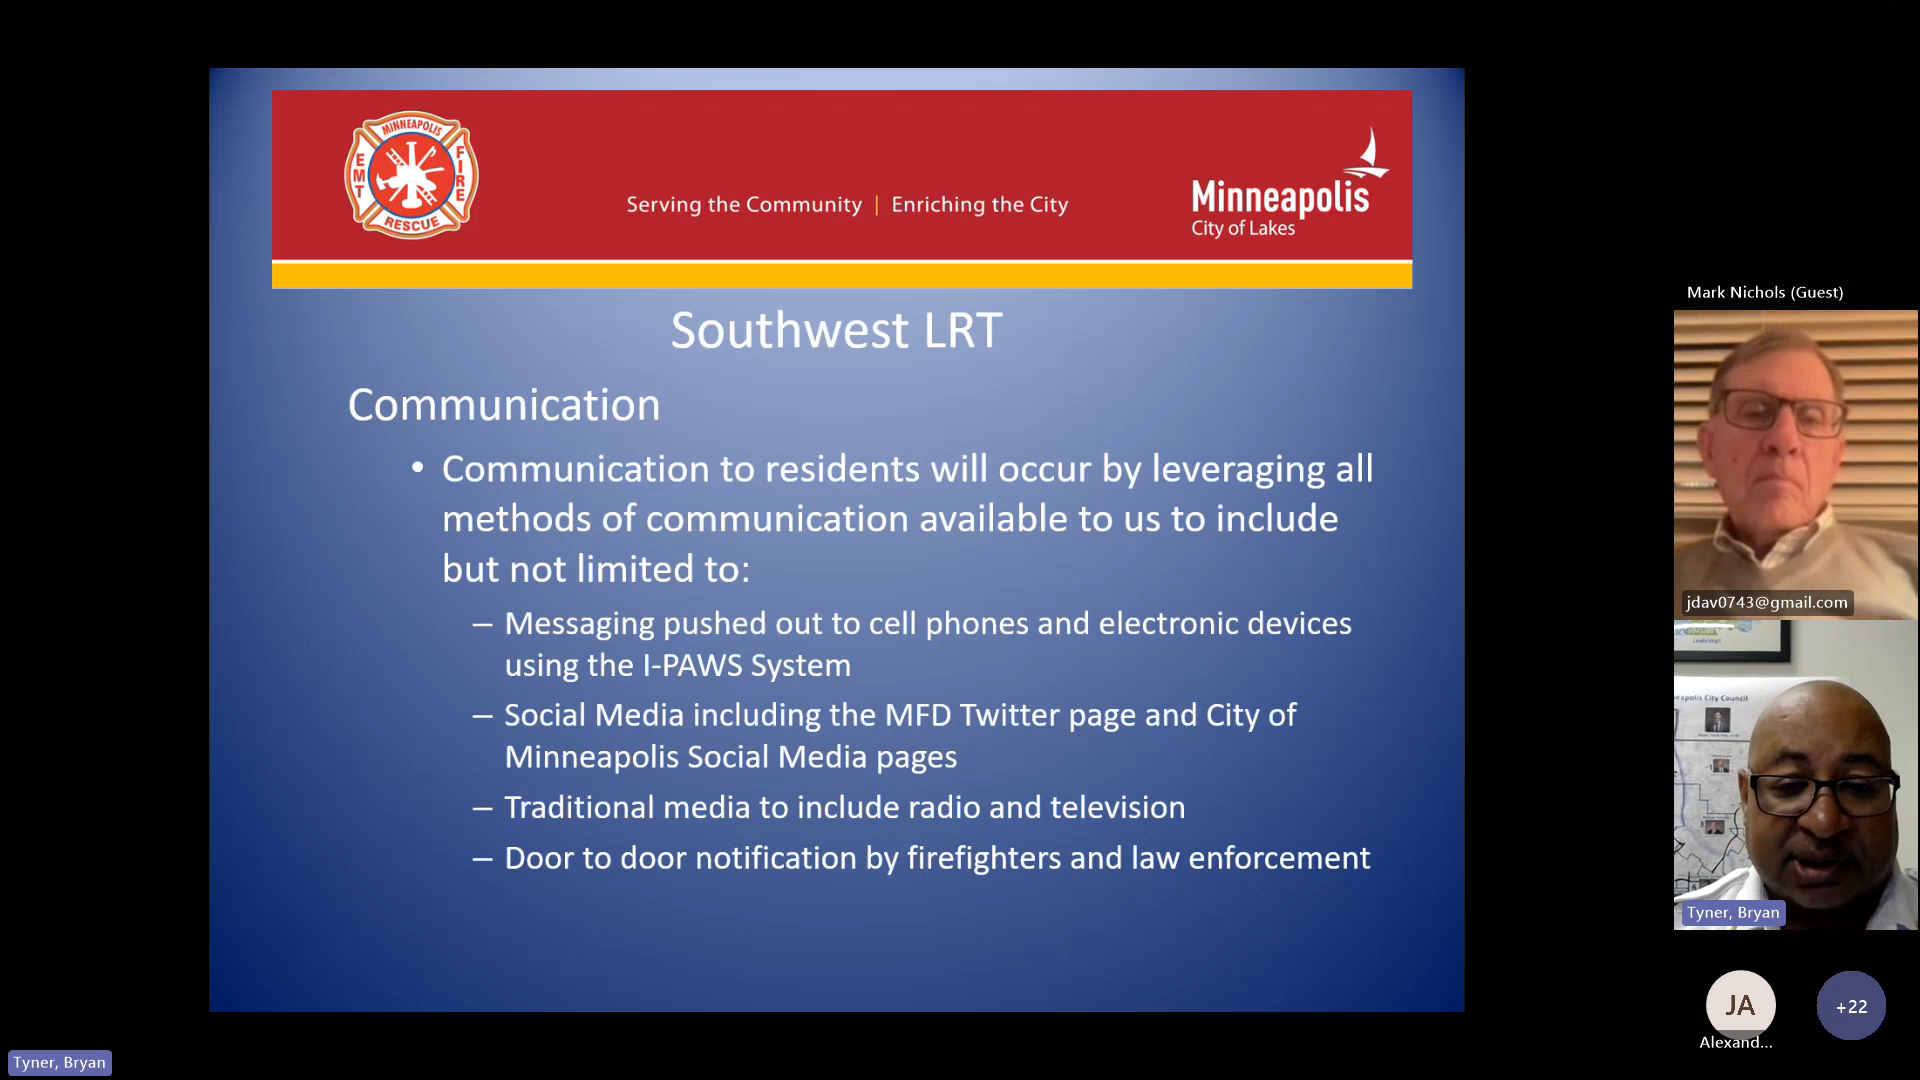 MINNEAPOLIS
EMT
FIRE
RESCUE
Serving the Community | Enriching the City
Minneapolis
City of Lakes
Southwest LRT
Communication
• Communication to residents will occur by leveraging all
methods of communication available to us to include
but not limited to:
– Messaging pushed out to cell phones and electronic devices
using the I-PAWS System
– Social Media including the MFD Twitter page and City of
Minneapolis Social Media pages
– Traditional media to include radio and television
– Door to door notification by firefighters and law enforcement
Tyner, Bryan
Mark Nichols (Guest)
jdav0743@gmail.com
eapolis City Council
Tyner, Bryan
JA
Alexand...
+22